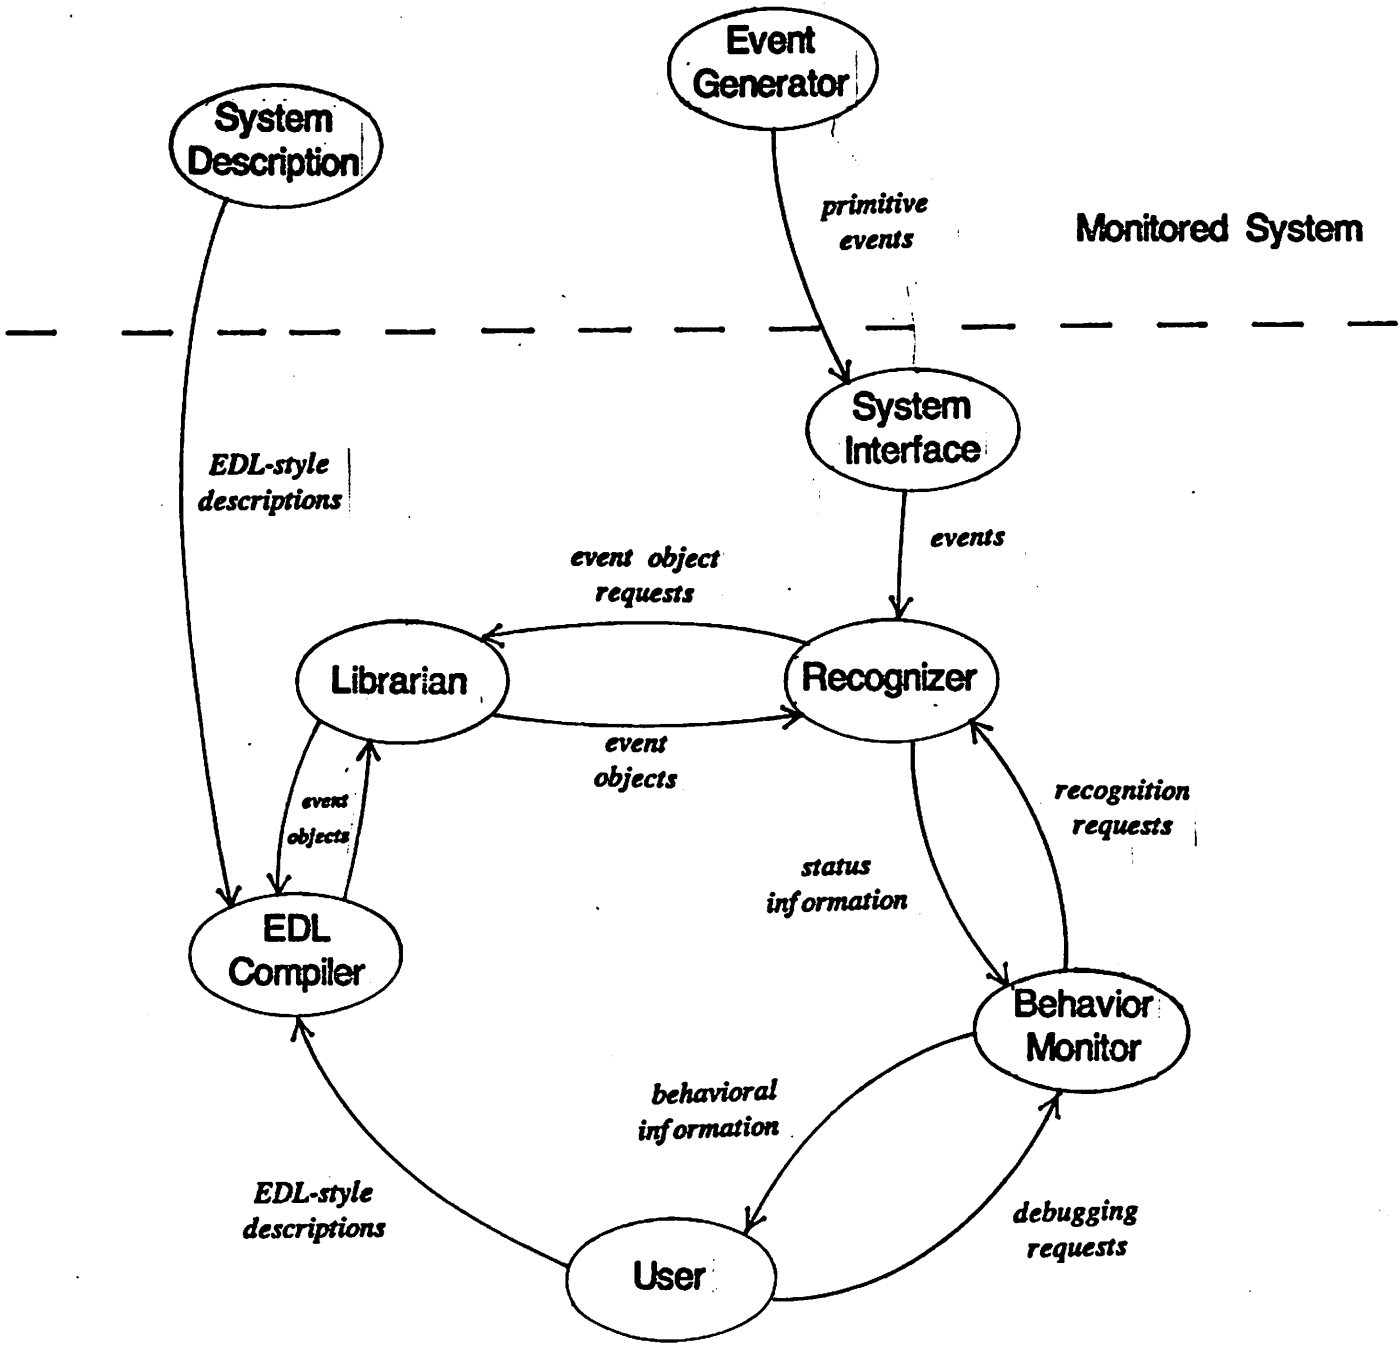 Event
Generator
System
Description
primitive
events
Monitored System
System
Interface
EDL-style
descriptions
events
event object
requests
Librarian
Recognizer
event
objects
event
objects
recognition
requests
status
information
EDL
Compiler
Behavior
Monitor
behavioral
information
EDL-style
descriptions
debugging
requests
User